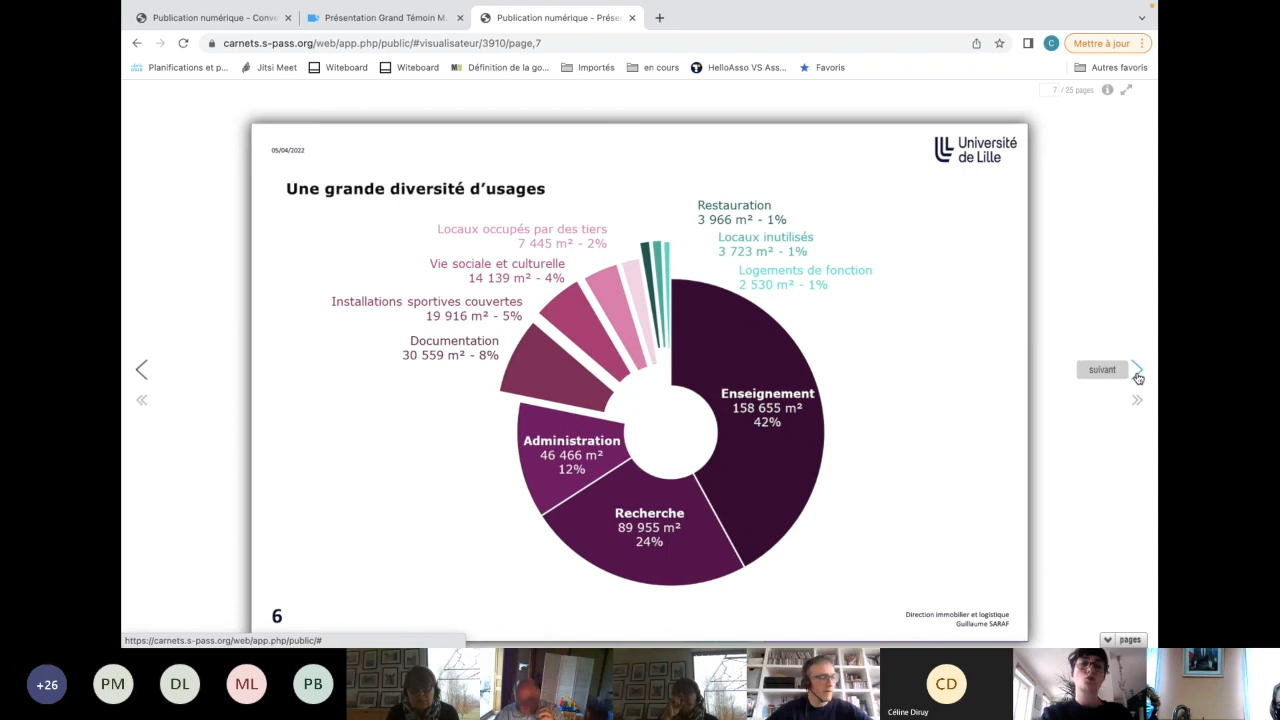 Publication numérique - Conve
Présentation Grand Témoin M.
Publication numérique - Prése
carnets.s-pass.org/web/app.php/public/#visualisateur/3910/page,7
C
Mettre à jour
Planifications et p...
Jitsi Meet
Witeboard
Witeboard
Définition de la go...
Importés
en cours
HelloAsso VS Ass...
Favoris
Autres favoris
7 / 25 pages
05/04/2022
Université
de Lille
Une grande diversité d'usages
Restauration
3 966 m² - 1%
Locaux occupés par des tiers
7 445 m² - 2%
Locaux inutilisés
3 723 m² - 1%
Vie sociale et culturelle
14 139 m² - 4%
Logements de fonction
2 530 m² - 1%
Installations sportives couvertes
19 916 m² - 5%
Documentation
30 559 m² - 8%
suivant
Enseignement
158 655 m²
42%
Administration
46 466 m²
12%
Recherche
89 955 m²
24%
6
Direction immobilier et logistique
Guillaume SARAF
https://carnets.s-pass.org/web/app.php/public/#
pages
+26
PM
DL
ML
PB
CD
Céline Diruy